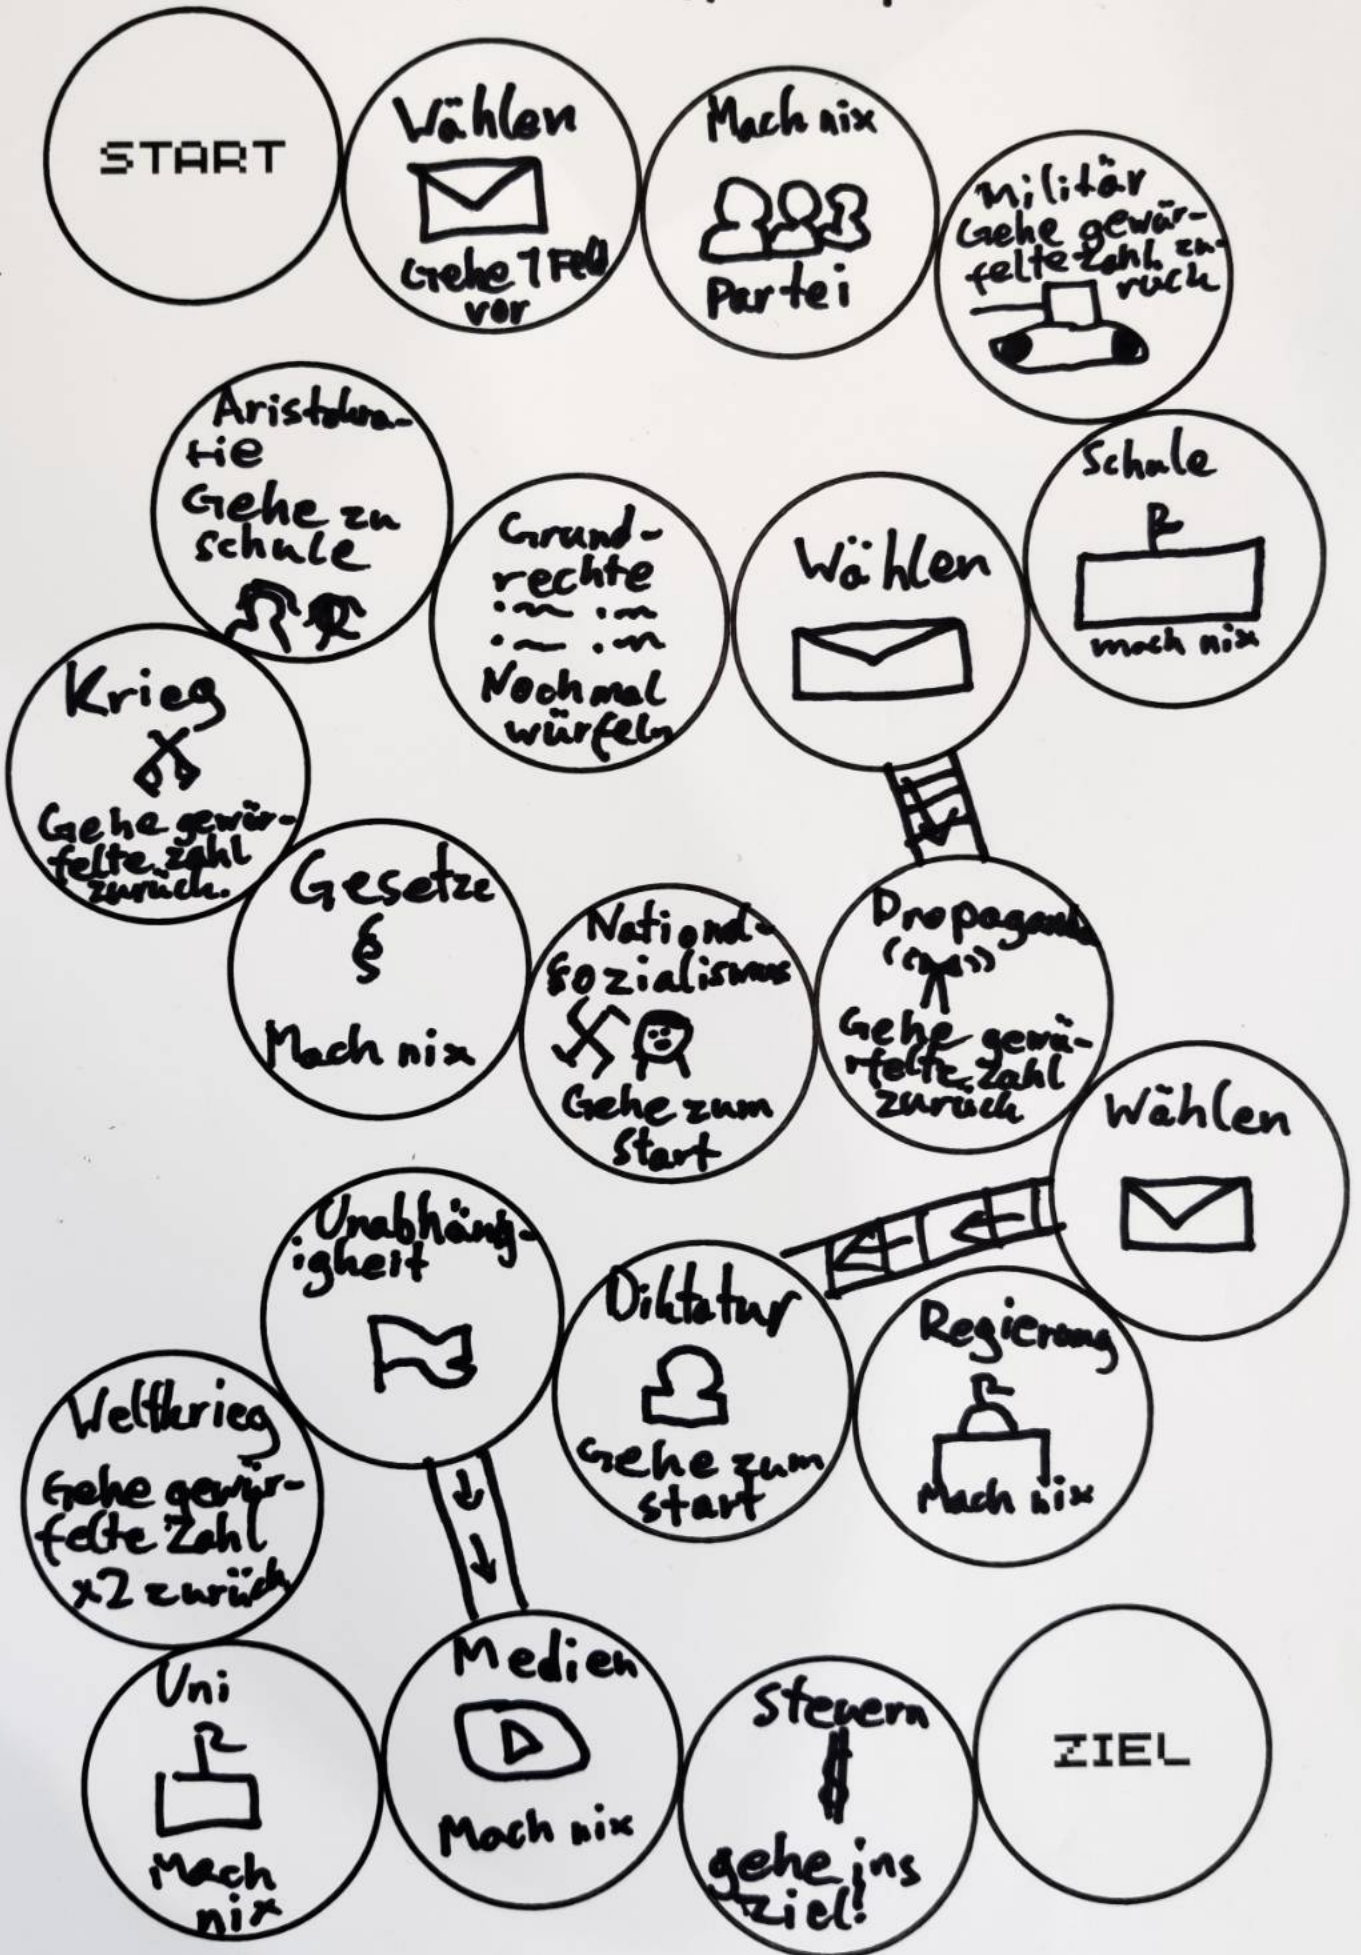 START
Wählen
Gehe 1 Feld
vor
Mach nix
Partei
Militär
Gehe gewür-
felte Zahl zu-
rück
Schule
mach nix
Wählen
Grund-
rechte
Nochmal
würfeln
Aristokra-
tie
Gehe zu
schule
Krieg
Gehe gewür-
felte Zahl
zurück.
Gesetze
§
Mach nix
National-
sozialismus
Gehe zum
Start
Propaganda
Gehe gewü-
rfelte Zahl
zurück
Wählen
Regierung
Mach nix
Diktatur
Gehe zum
start
Unabhäng-
igkeit
Weltkrieg
Gehe gewür-
felte Zahl
x2 zurück
Uni
Mach
nix
Medien
Mach nix
Steuern
gehe ins
Ziel!
ZIEL